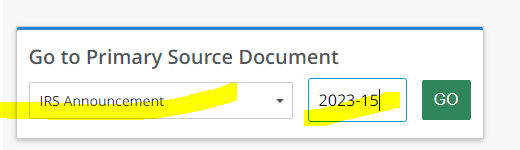 Go to Primary Source Document
IRS Announcement 2023-15 GO